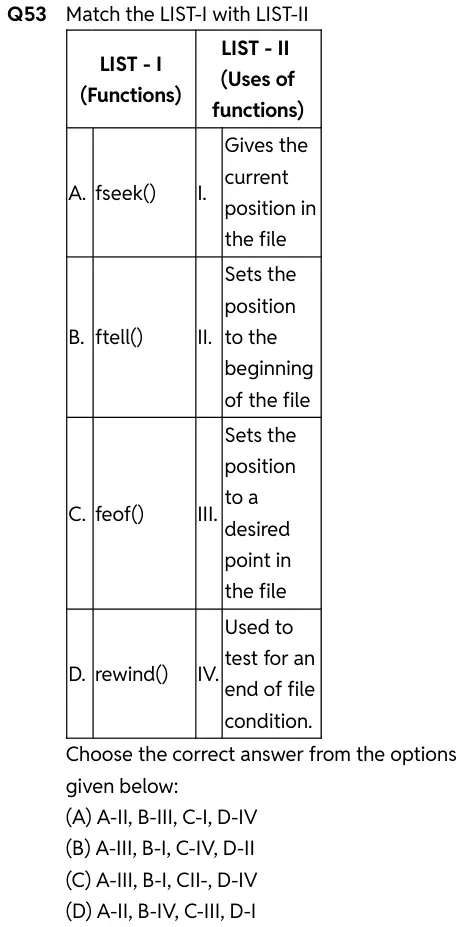 Q53 Match the LIST-I with LIST-II
LIST - I
(Functions)
LIST - II
(Uses of
functions)
A. fseek() I.
Gives the
current
position in
the file
B. ftell() II.
Sets the
position
to the
beginning
of the file
C. feof() III.
Sets the
position
to a
desired
point in
the file
D. rewind() IV.
Used to
test for an
end of file
condition.
Choose the correct answer from the options
given below:
(A) A-II, B-III, C-I, D-IV
(B) A-III, B-I, C-IV, D-II
(C) A-III, B-I, CII-, D-IV
(D) A-II, B-IV, C-III, D-I